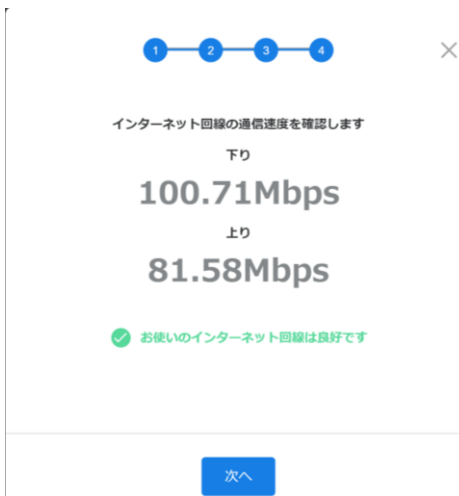 1 2 3 4
インターネット回線の通信速度を確認します
下り
100.71Mbps
上り
81.58Mbps
お使いのインターネット回線は良好です
次へ